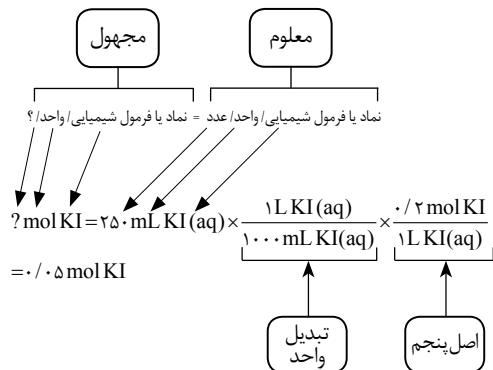 مجهول
معلوم
نماد یا فرمول شیمیایی/ واحد/ عدد = نماد یا فرمول شیمیایی/ واحد/ ؟
? mol KI = ۲۵۰ mL KI (aq) × ۱L KI (aq) / ۱۰۰۰ mL KI(aq) × ۰/۲ mol KI / ۱L KI(aq)
= ۰/۰۵ mol KI
تبدیل
واحد
اصل پنجم